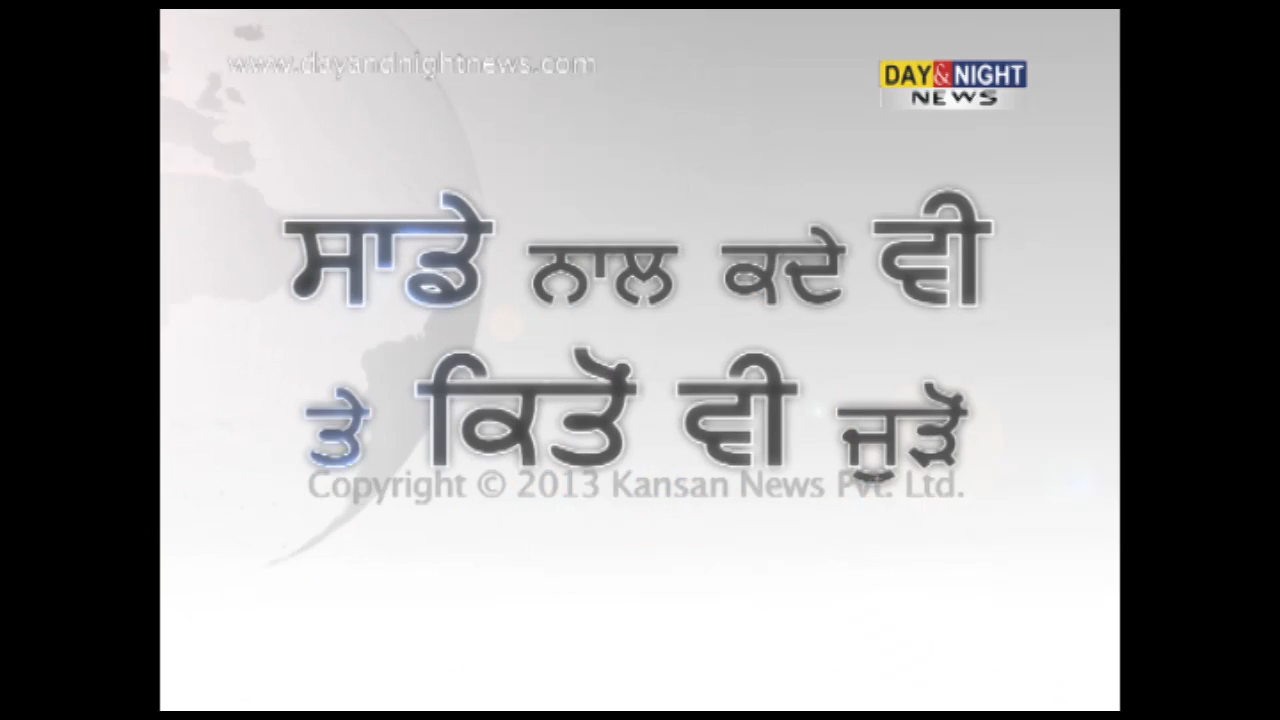 www.dayandnightnews.com
DAY&NIGHT
NEWS
ਸਾਡੇ ਨਾਲ ਕਦੇ ਵੀ
ਤੇ ਕਿਤੋਂ ਵੀ ਜੁੜੋਂ
Copyright © 2013 Kansan News Pvt. Ltd.